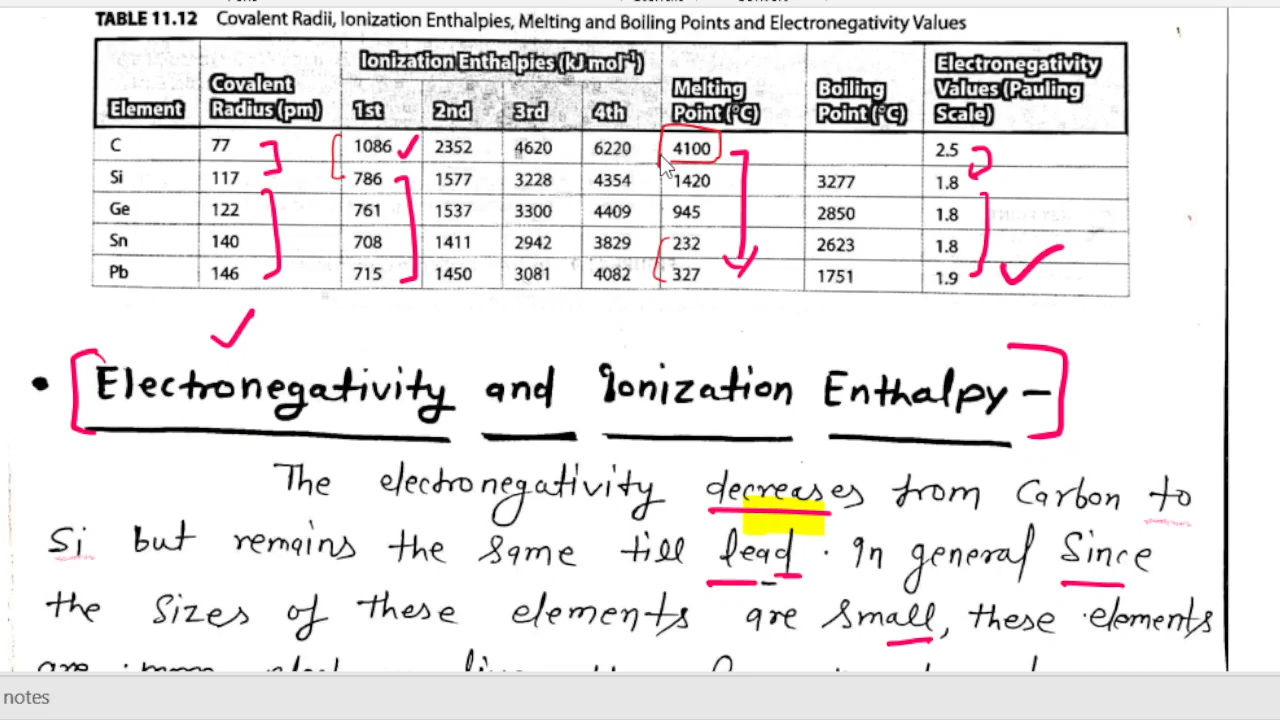 TABLE 11.12 Covalent Radii, Ionization Enthalpies, Melting and Boiling Points and Electronegativity Values
Element Covalent Radius (pm) Ionization Enthalpies (kJ mol⁻¹) Melting Point (°C) Boiling Point (°C) Electronegativity Values (Pauling Scale)
1st 2nd 3rd 4th
C 77 1086 2352 4620 6220 4100 2.5
Si 117 786 1577 3228 4354 1420 3277 1.8
Ge 122 761 1537 3300 4409 945 2850 1.8
Sn 140 708 1411 2942 3829 232 2623 1.8
Pb 146 715 1450 3081 4082 327 1751 1.9
• Electronegativity and Ionization Enthalpy –
The electronegativity decreases from Carbon to
Si but remains the same till lead. In general Since
the sizes of these elements are small, these elements
are more
notes